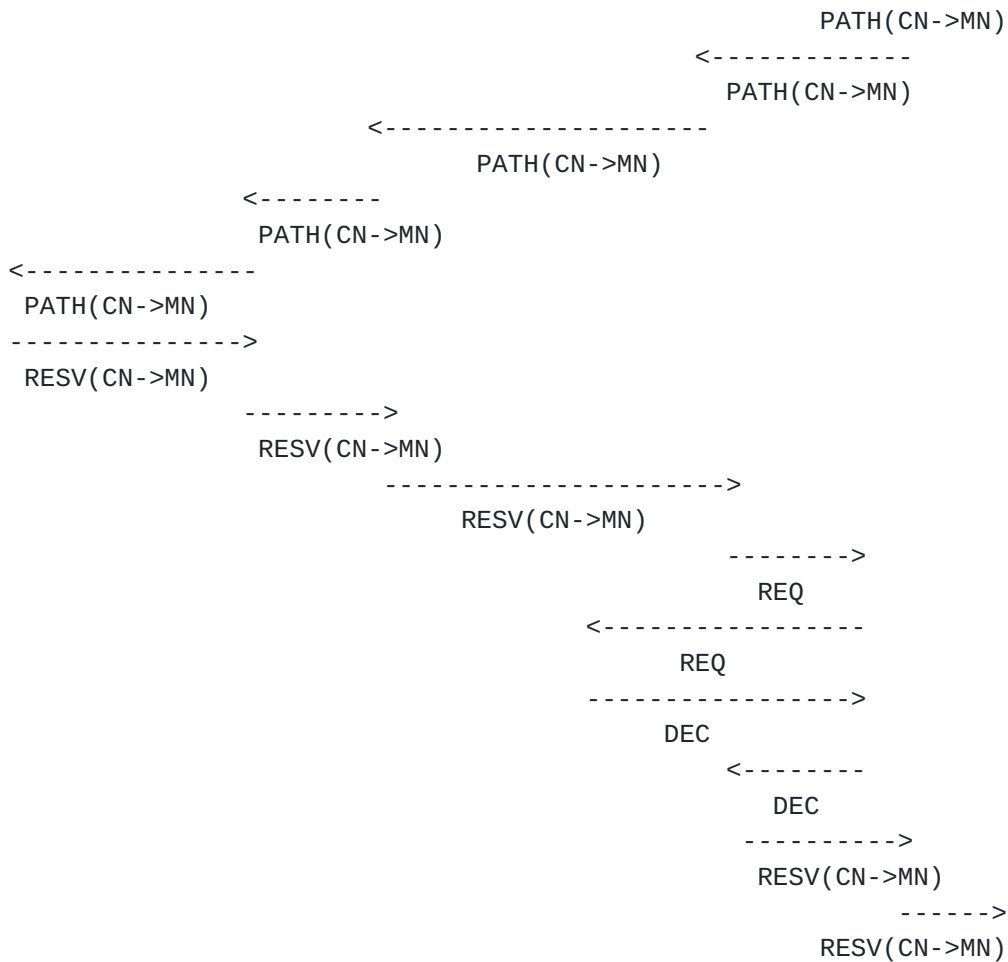 PATH(CN->MN)
<-------------
PATH(CN->MN)
<----------------------
PATH(CN->MN)
<--------
PATH(CN->MN)
<---------------
PATH(CN->MN)
--------------->
RESV(CN->MN)
--------->
RESV(CN->MN)
---------------------->
RESV(CN->MN)
-------->
REQ
<-----------------
REQ
----------------->
DEC
<--------
DEC
---------->
RESV(CN->MN)
------>
RESV(CN->MN)